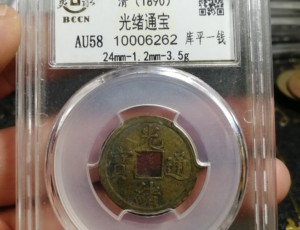 清（1890）
BCCN
光绪通宝
AU58 10006262 库平一钱
24mm-1.2mm-3.5g
光
寶 通
緒